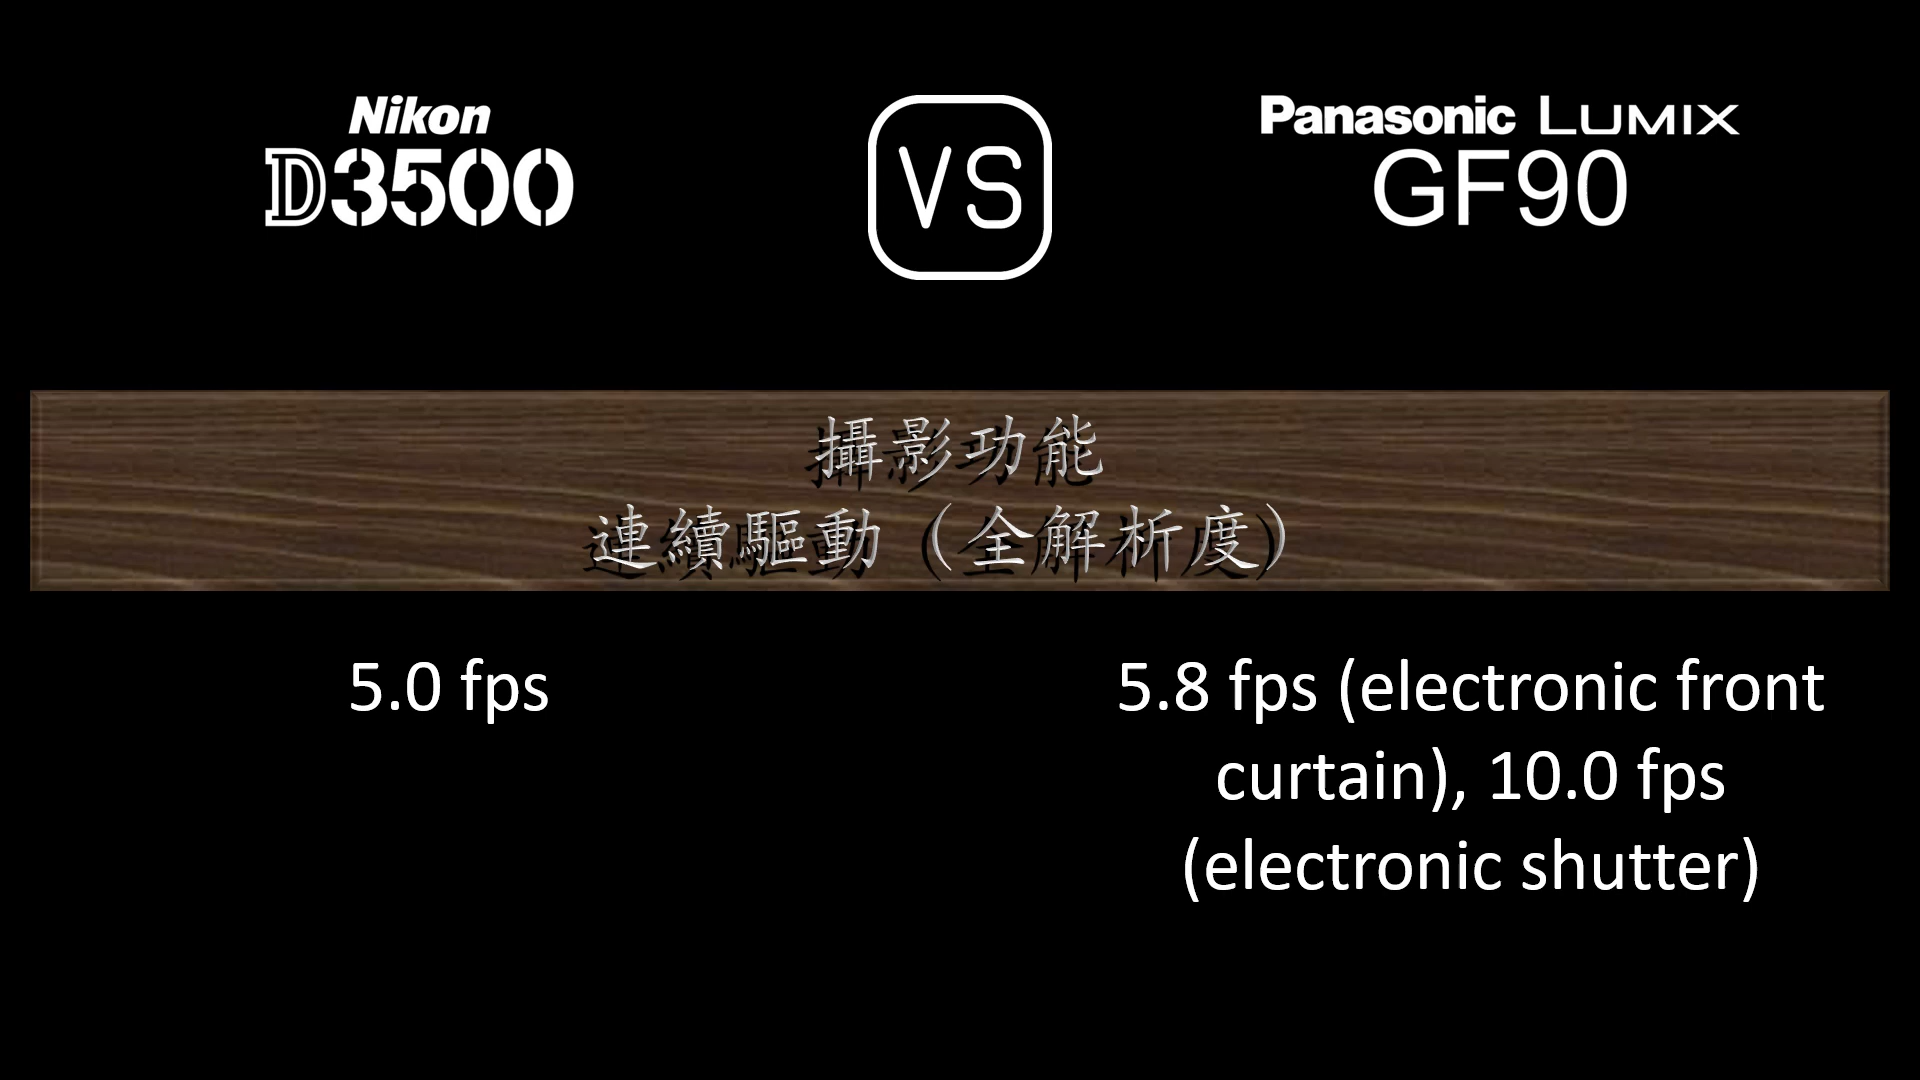 Nikon
D3500
VS
Panasonic LUMIX
GF90
攝影功能
連續驅動（全解析度）
5.0 fps
5.8 fps (electronic front
curtain), 10.0 fps
(electronic shutter)